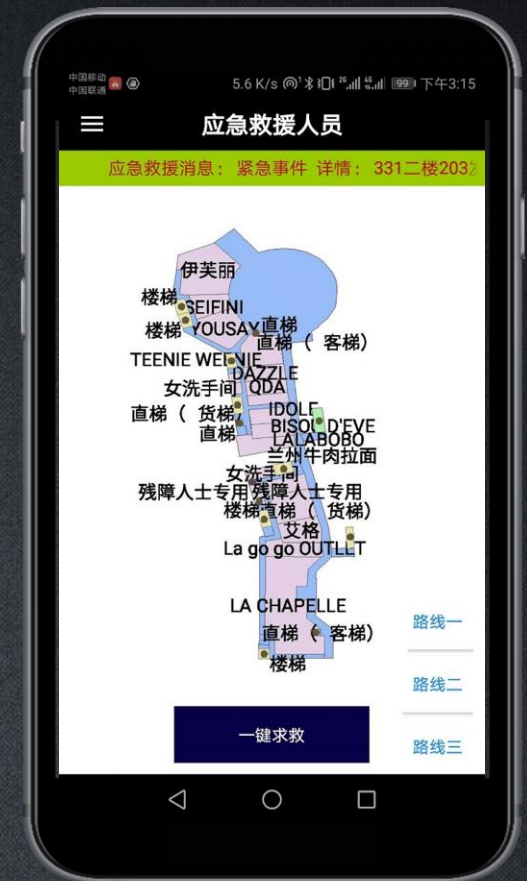 中国移动
中国联通
5.6 K/s 26 46 99 下午3:15
应急救援人员
应急救援消息： 紧急事件 详情： 331二楼203发
伊芙丽
楼梯
SEIFINI
楼梯
YOUSAY
直梯
直梯（ 客梯）
TEENIE WEENIE
DAZZLE
女洗手间
QDA
直梯（ 货梯）
IDOLE
直梯
BISOU D'EVE
LALABOBO
兰州牛肉拉面
女洗手间
残障人士专用
残障人士专用
楼梯
直梯（ 货梯）
艾格
La go go OUTLET
LA CHAPELLE
直梯（ 客梯）
楼梯
路线一
路线二
路线三
一键求救